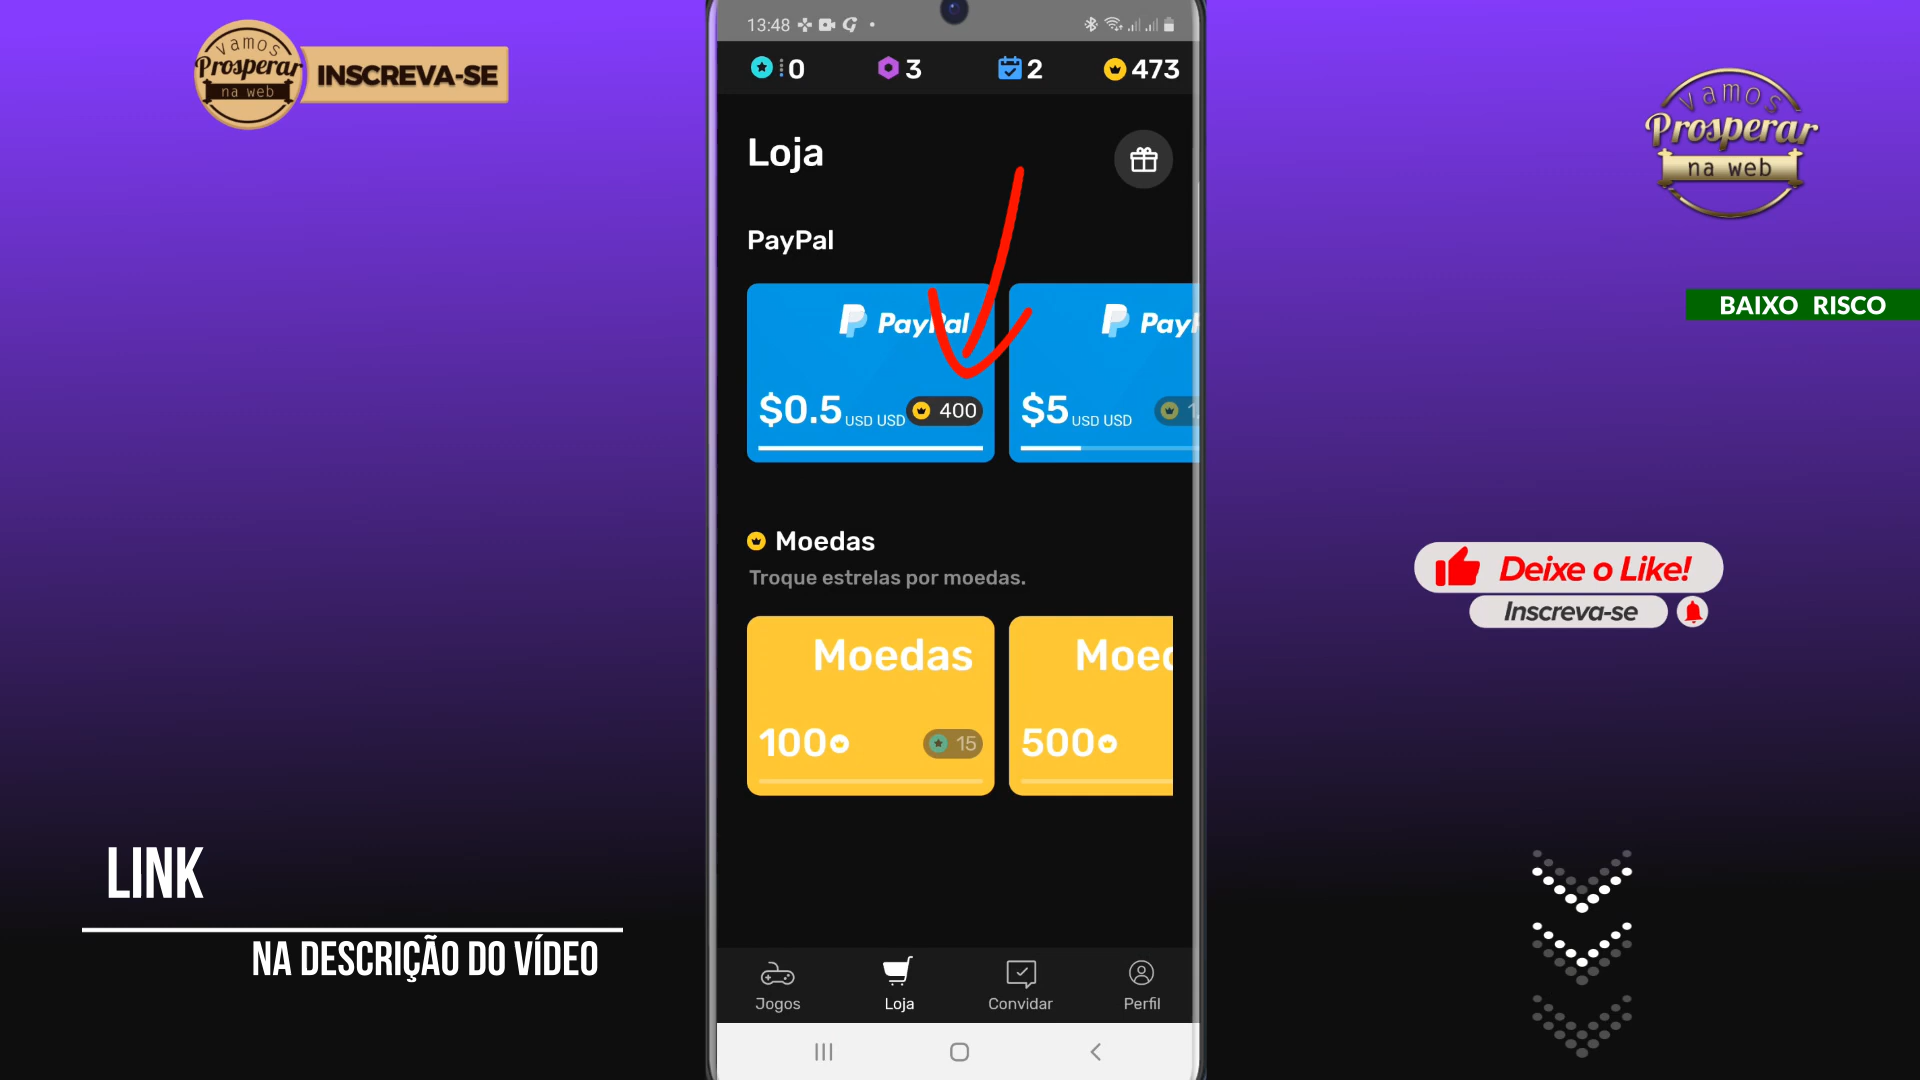 vamos
Prosperar
na web
INSCREVA-SE
13:48
0
3
2
473
Loja
PayPal
PayPal
$0.5 USD USD 400
$5 USD USD
Moedas
Troque estrelas por moedas.
Moedas
100 15
500
Jogos
Loja
Convidar
Perfil
vamos
Prosperar
na web
BAIXO RISCO
Deixe o Like!
Inscreva-se
LINK
NA DESCRIÇÃO DO VÍDEO